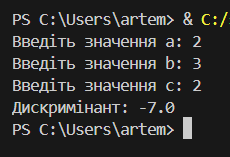 PS C:\Users\artem> & C:/
Введіть значення a: 2
Введіть значення b: 3
Введіть значення c: 2
Дискримінант: -7.0
PS C:\Users\artem>